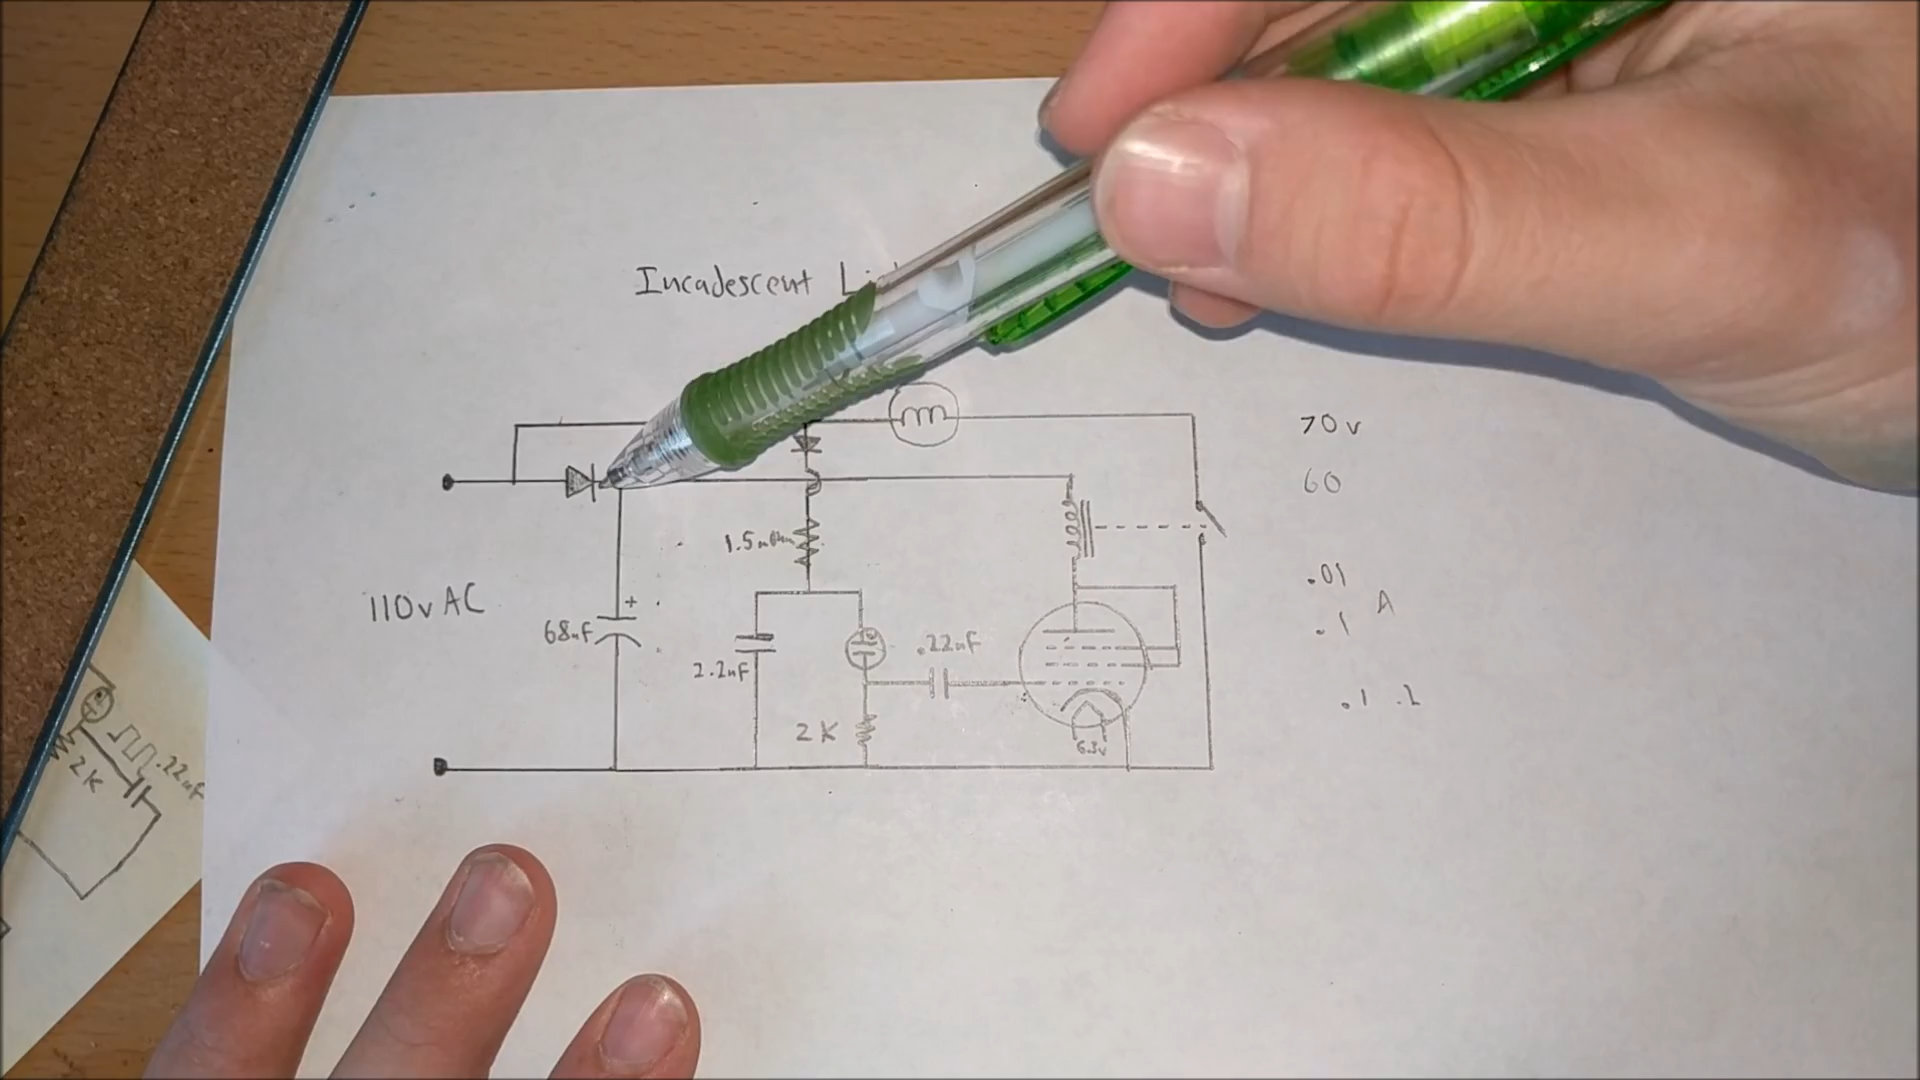 Incadescent
110v AC
68uF
1.5
2.2uF
.22uF
2K
6.3v
70v
60
.01
A
.1
.1 .1
2K
.22uF